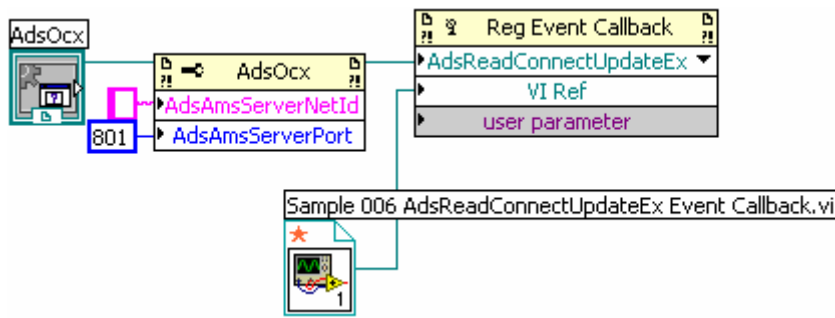 AdsOcx
AdsOcx
AdsAmsServerNetId
801
AdsAmsServerPort
Reg Event Callback
AdsReadConnectUpdateEx
VI Ref
user parameter
Sample 006 AdsReadConnectUpdateEx Event Callback.vi
1